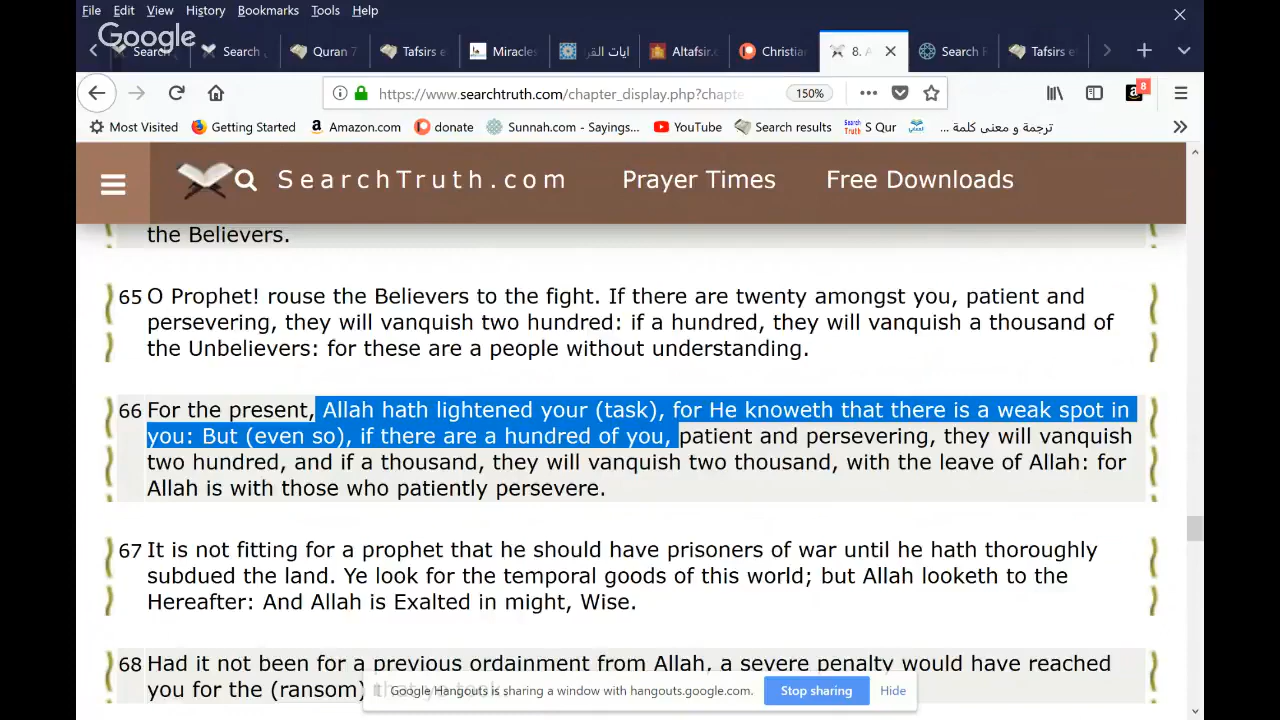 File Edit View History Bookmarks Tools Help
Google
Search Search Quran 7 Tafsirs e Miracles ايات القر Altafsir.c Christia 8. A Search Tafsirs e
https://www.searchtruth.com/chapter_display.php?chapte 150% 8
Most Visited Getting Started Amazon.com donate Sunnah.com - Sayings,... YouTube Search results Search Truth S Qur ترجمة و معنى كلمة ...
SearchTruth.com Prayer Times Free Downloads
the Believers.
65 O Prophet! rouse the Believers to the fight. If there are twenty amongst you, patient and
persevering, they will vanquish two hundred: if a hundred, they will vanquish a thousand of
the Unbelievers: for these are a people without understanding.
66 For the present, Allah hath lightened your (task), for He knoweth that there is a weak spot in
you: But (even so), if there are a hundred of you, patient and persevering, they will vanquish
two hundred, and if a thousand, they will vanquish two thousand, with the leave of Allah: for
Allah is with those who patiently persevere.
67 It is not fitting for a prophet that he should have prisoners of war until he hath thoroughly
subdued the land. Ye look for the temporal goods of this world; but Allah looketh to the
Hereafter: And Allah is Exalted in might, Wise.
68 Had it not been for a previous ordainment from Allah, a severe penalty would have reached
you for the (ransom)
Google Hangouts is sharing a window with hangouts.google.com. Stop sharing Hide